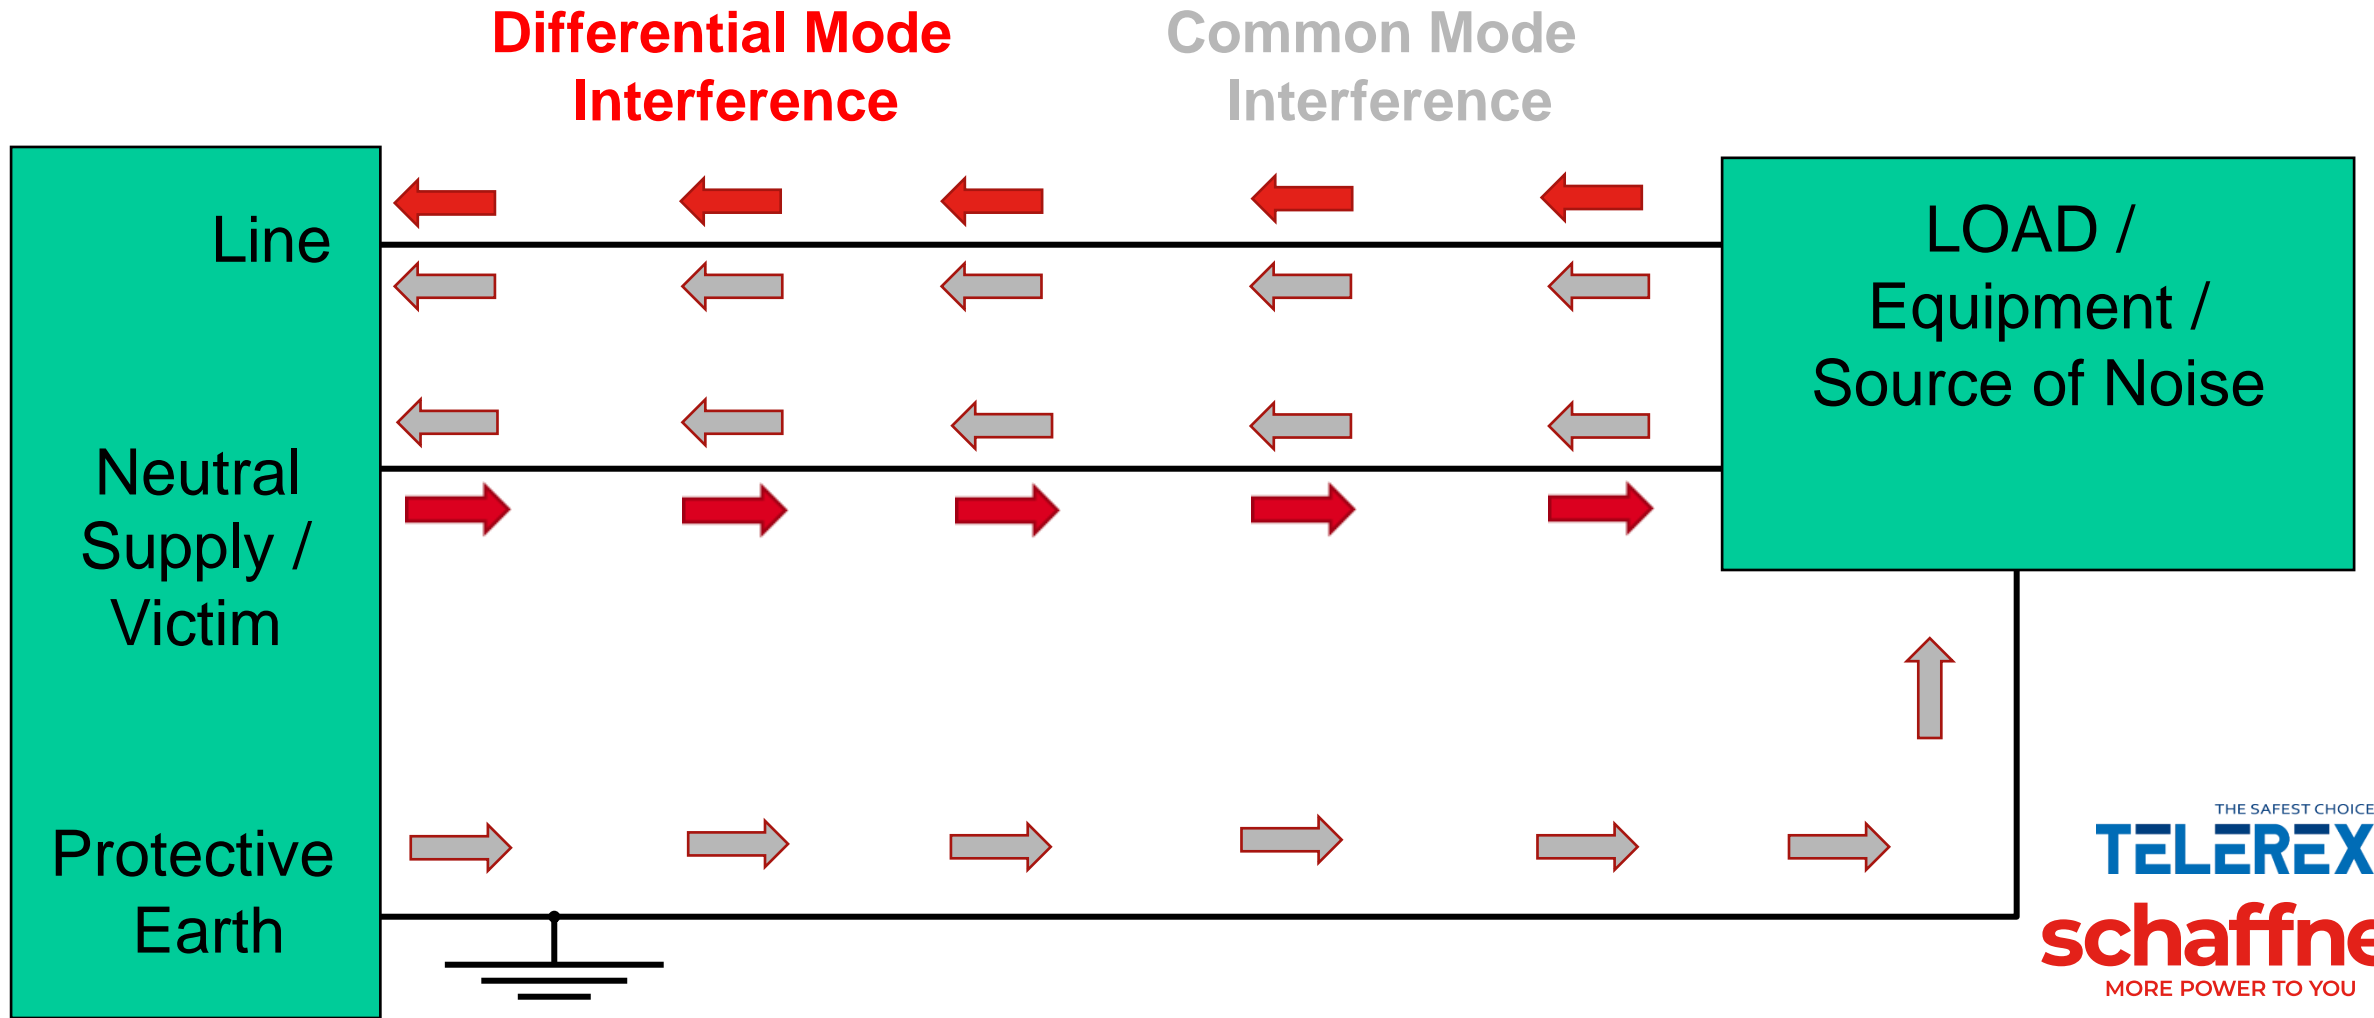 Differential Mode
Interference
Common Mode
Interference
Line
Neutral
Supply /
Victim
Protective
Earth
LOAD /
Equipment /
Source of Noise
THE SAFEST CHOICE
TELEREX
schaffne
MORE POWER TO YOU